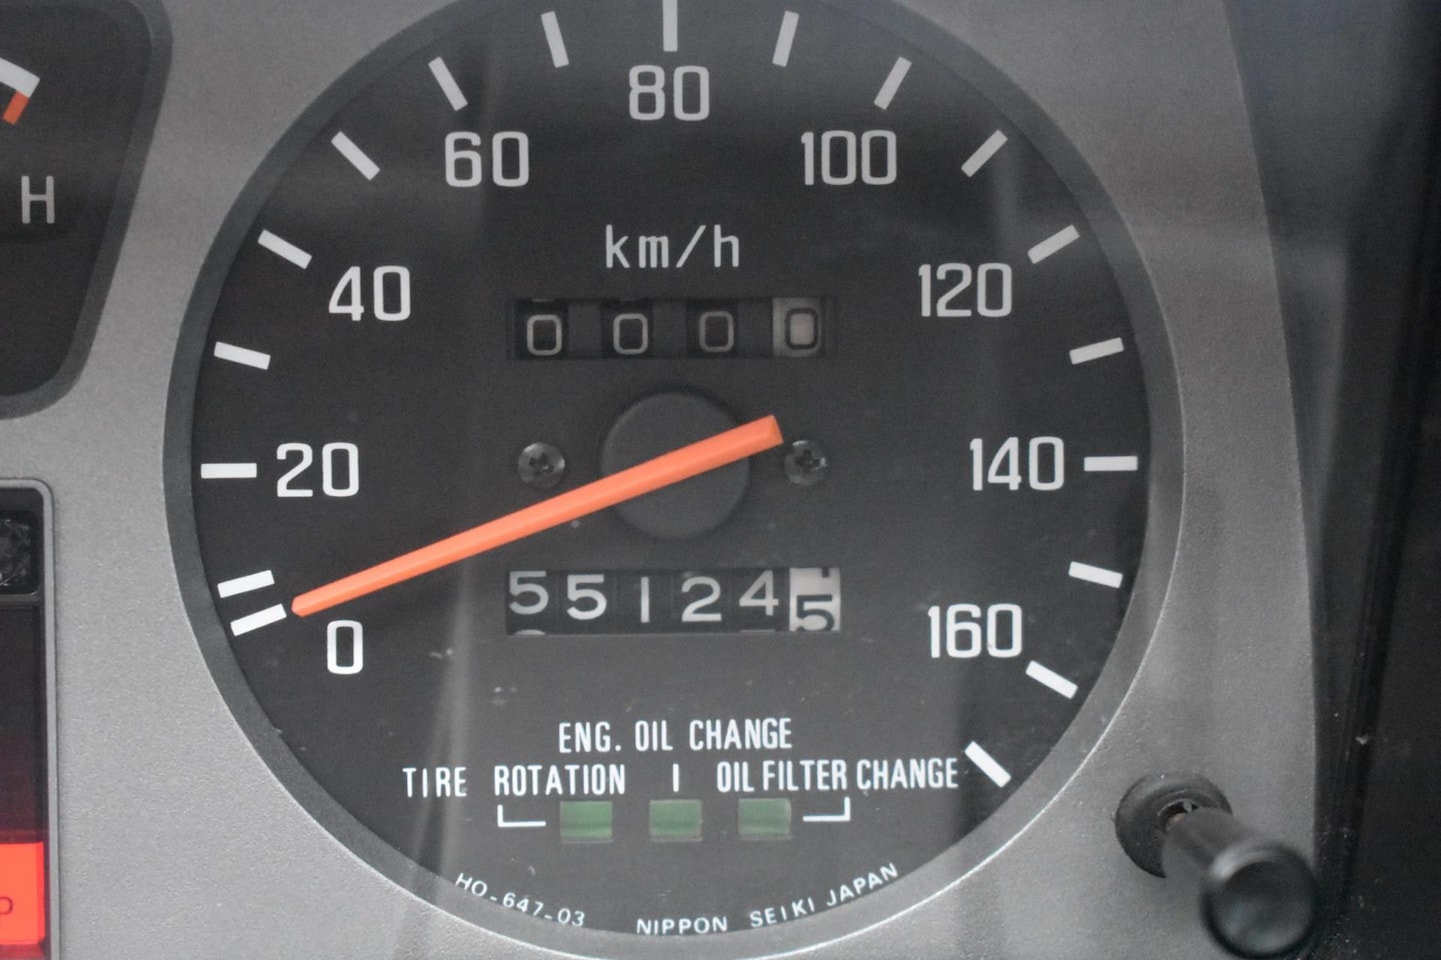 H
80
60
100
km/h
40
120
0000
20
140
551245
0
160
ENG. OIL CHANGE
TIRE ROTATION | OIL FILTER CHANGE
HO-647-03 NIPPON SEIKI JAPAN